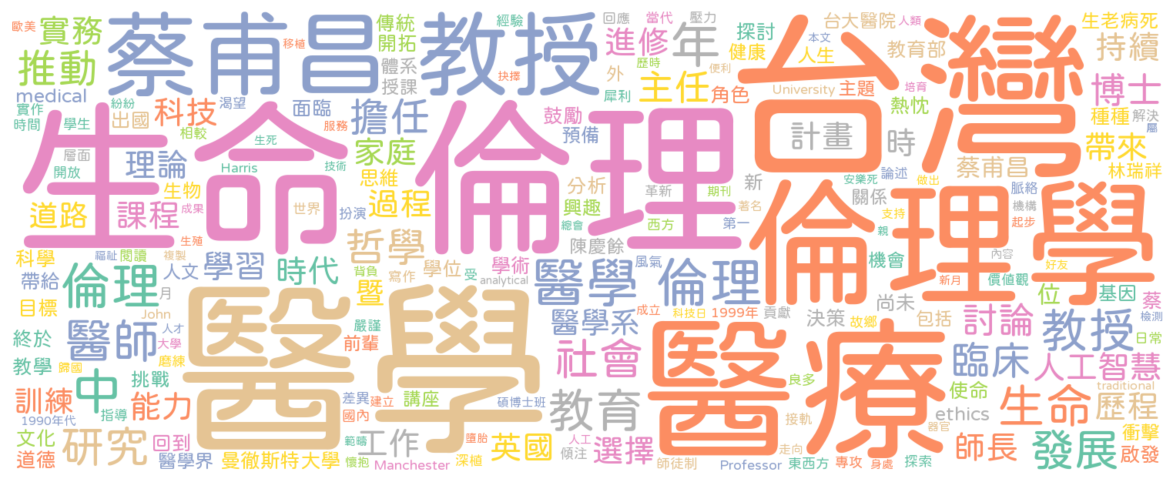 歐美 實務 蔡甫昌 教授 傳統 經驗 回應 當代 壓力 台大醫院 人類 生老病死
推動 移植 開拓 抉擇 進修 年 探討 本文 台灣 持續
medical 科技 體系 授課 外 歷時 主任 健康 人生 教育部 便利 培育 博士
實作 紛紛 渴望 面臨 擔任 鼓勵 犀利 角色 University 主題 熱忱 種種 解決
時間 學生 出國 相較 服務 預備 計畫 時 屬
生命 倫理 帶來
層面 理論 生死 家庭 分析 革新 新 期刊 安樂死 論述 做出 蔡甫昌 林瑞祥
開放 Harris 技術 思維 興趣 關係 脈絡 機構
道路 生物 成果 世界 扮演 過程 西方 著名 支持 倫理學 起步
課程 生殖 哲學 總會 第一 親
科學 福祉 閱讀 複製 背負 寫作 學位 受 陳慶餘 風氣 機會 新月 內容 價值觀 好友
帶給 倫理 人文 學習 時代 暨 學術 analytical 醫學 倫理 尚未 位 基因 蔡
目標 月 John 成立 1999年 貢獻 科技日 故鄉 包括 檢測
終於 醫師 人才 大學 醫學 嚴謹 前輩 醫學系 決策 討論 教授 日常
教學 歸國 磨練 社會 醫療 臨床 人工智慧
訓練 中 挑戰 差異 建立 講座 碩博士班 良多 使命 traditional
1990年代 指導 能力 國內 教育 接軌 ethics 生命 歷程
文化 研究 回到 範疇 墮胎 工作 英國 人工 選擇 器官 衝擊
道德 醫學界 曼徹斯特大學 懷抱 Manchester 深植 傾注 師徒制 Professor 走向 東西方 專攻 身處 探索 師長 發展 啟發